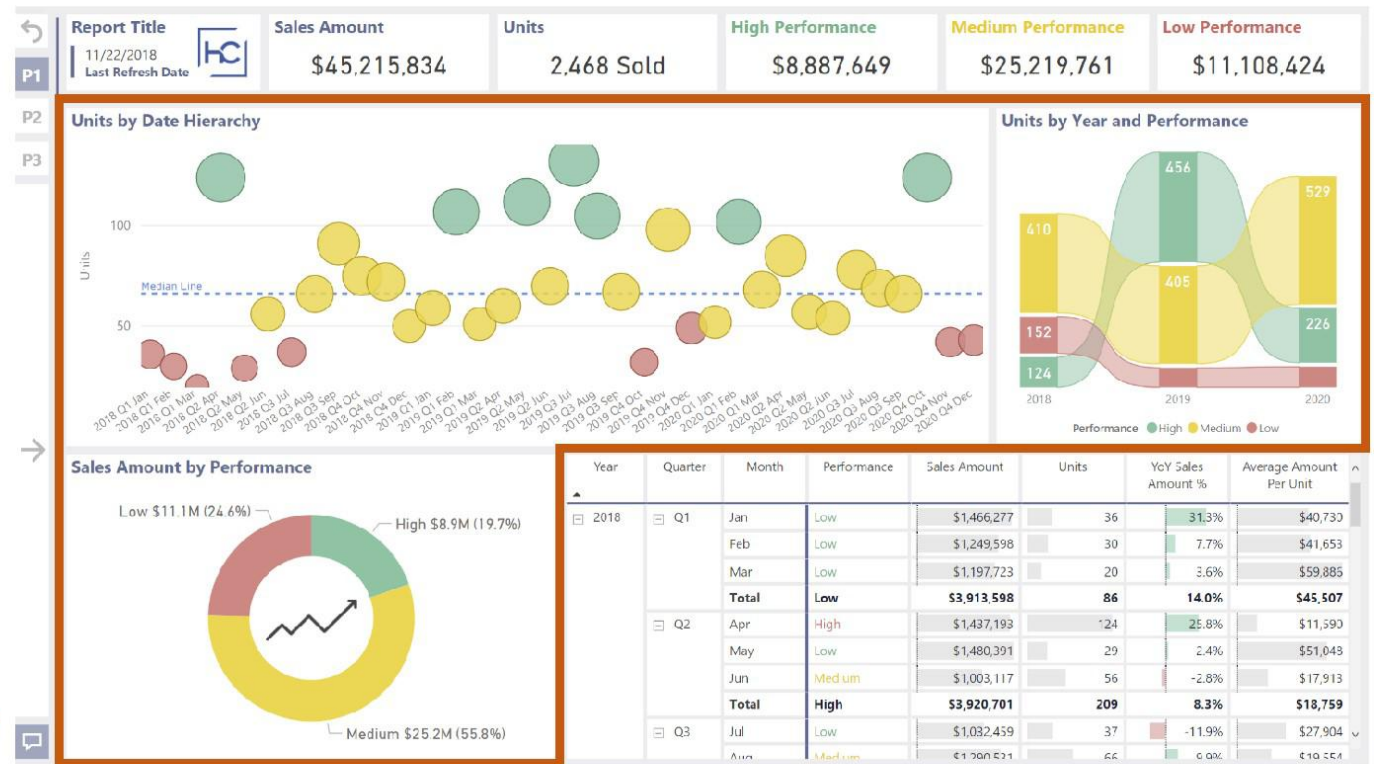 Report Title
11/22/2018
Last Refresh Date
HC
Sales Amount
$45,215,834
Units
2,468 Sold
High Performance
$8,887,649
Medium Performance
$25,219,761
Low Performance
$11,108,424
P1
P2
P3
Units by Date Hierarchy
Units
100
50
Median Line
2018 Q1 Jan
2018 Q1 Feb
2018 Q1 Mar
2018 Q2 Apr
2018 Q2 May
2018 Q2 Jun
2018 Q3 Jul
2018 Q3 Aug
2018 Q3 Sep
2018 Q4 Oct
2018 Q4 Nov
2018 Q4 Dec
2019 Q1 Jan
2019 Q1 Feb
2019 Q1 Mar
2019 Q2 Apr
2019 Q2 May
2019 Q2 Jun
2019 Q3 Jul
2019 Q3 Aug
2019 Q3 Sep
2019 Q4 Oct
2019 Q4 Nov
2019 Q4 Dec
2020 Q1 Jan
2020 Q1 Feb
2020 Q1 Mar
2020 Q2 Apr
2020 Q2 May
2020 Q2 Jun
2020 Q3 Jul
2020 Q3 Aug
2020 Q3 Sep
2020 Q4 Oct
2020 Q4 Nov
2020 Q4 Dec
Units by Year and Performance
456
529
410
405
152
226
124
2018 2019 2020
Performance High Medium Low
Sales Amount by Performance
Low $11.1M (24.6%)
High $8.9M (19.7%)
Medium $25.2M (55.8%)
Year Quarter Month Performance Sales Amount Units YoY Sales Amount % Average Amount Per Unit
2018 Q1 Jan Low $1,466,277 36 31.3% $40,730
Feb Low $1,249,598 30 7.7% $41,653
Mar Low $1,197,723 20 3.6% $59,886
Total Low $3,913,598 86 14.0% $45,507
Q2 Apr High $1,437,193 124 25.8% $11,590
May Low $1,480,391 29 2.4% $51,048
Jun Medium $1,003,117 56 -2.8% $17,913
Total High $3,920,701 209 8.3% $18,759
Q3 Jul Low $1,032,459 37 -11.9% $27,904
Aug Medium $1,290,531 66 9.9% $19,554